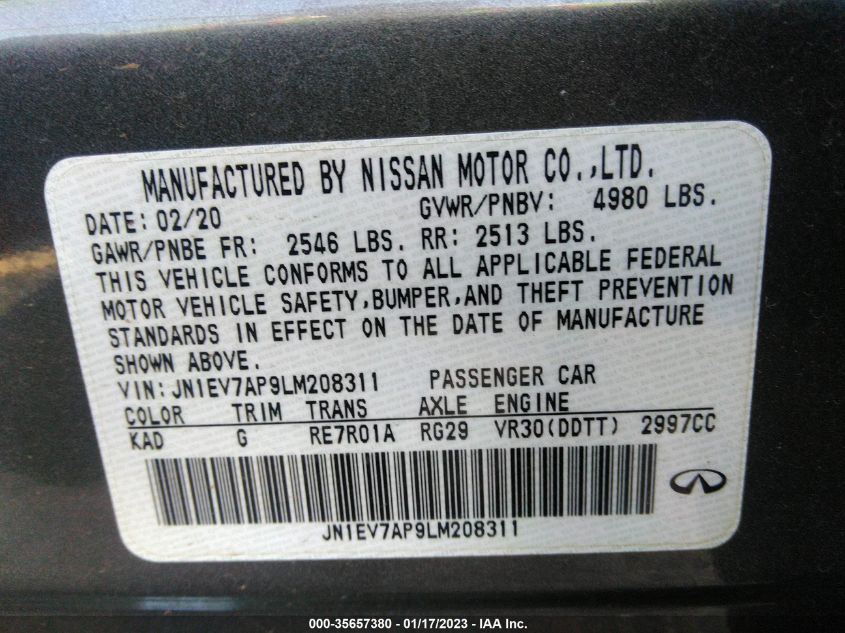 MANUFACTURED BY NISSAN MOTOR CO.,LTD.
DATE: 02/20 GVWR/PNBV: 4980 LBS.
GAWR/PNBE FR: 2546 LBS. RR: 2513 LBS.
THIS VEHICLE CONFORMS TO ALL APPLICABLE FEDERAL
MOTOR VEHICLE SAFETY,BUMPER,AND THEFT PREVENTION
STANDARDS IN EFFECT ON THE DATE OF MANUFACTURE
SHOWN ABOVE.
VIN: JN1EV7AP9LM208311 PASSENGER CAR
COLOR TRIM TRANS AXLE ENGINE
KAD G RE7R01A RG29 VR30(DDTT) 2997CC
JN1EV7AP9LM208311
000-35657380 - 01/17/2023 - IAA Inc.